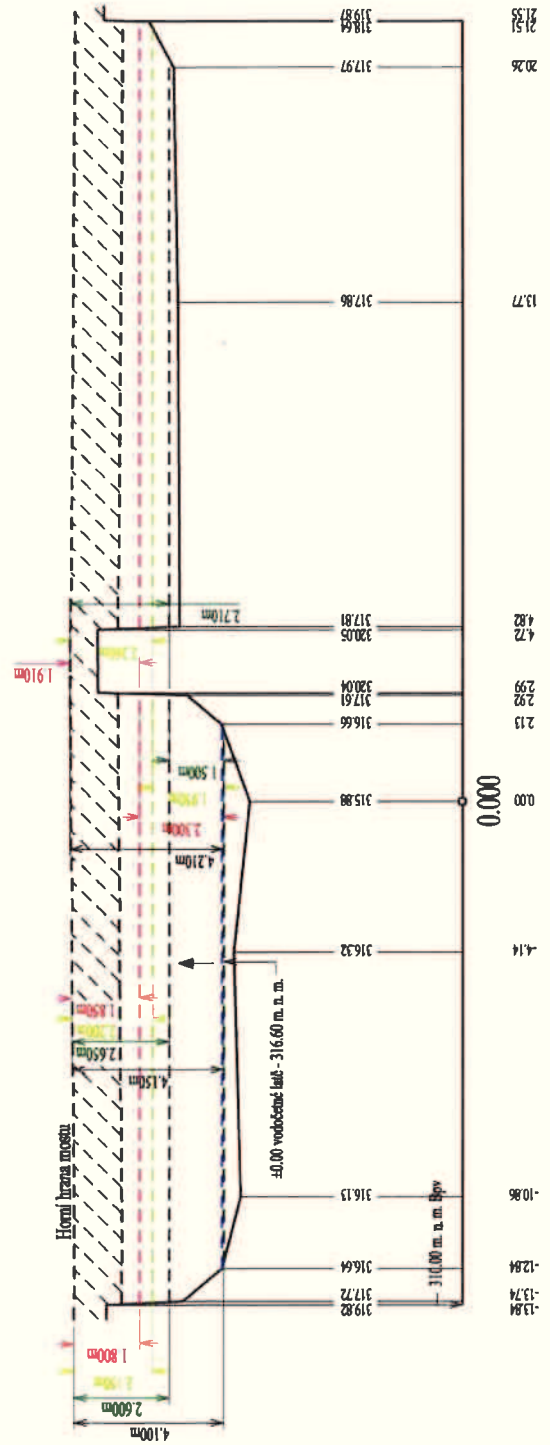 Horní hrana mostu
4.100m
2.600m
2.150m
1.800m
4.150m
2.650m
2.200m
1.850m
4.210m
2.300m
1.950m
1.500m
1.910m
2.710m
±0.00 vodočetné latě - 316.60 m. n. m.
310.00 m. n. m. Bpv
319.82
317.72
316.64
316.13
316.32
315.88
316.66
317.61
320.04
320.05
317.81
317.86
317.97
318.64
319.87
-13.84
-13.74
-12.84
-10.86
-4.14
0.00
2.13
2.92
2.99
4.72
4.82
13.77
20.26
21.51
21.55
0.000